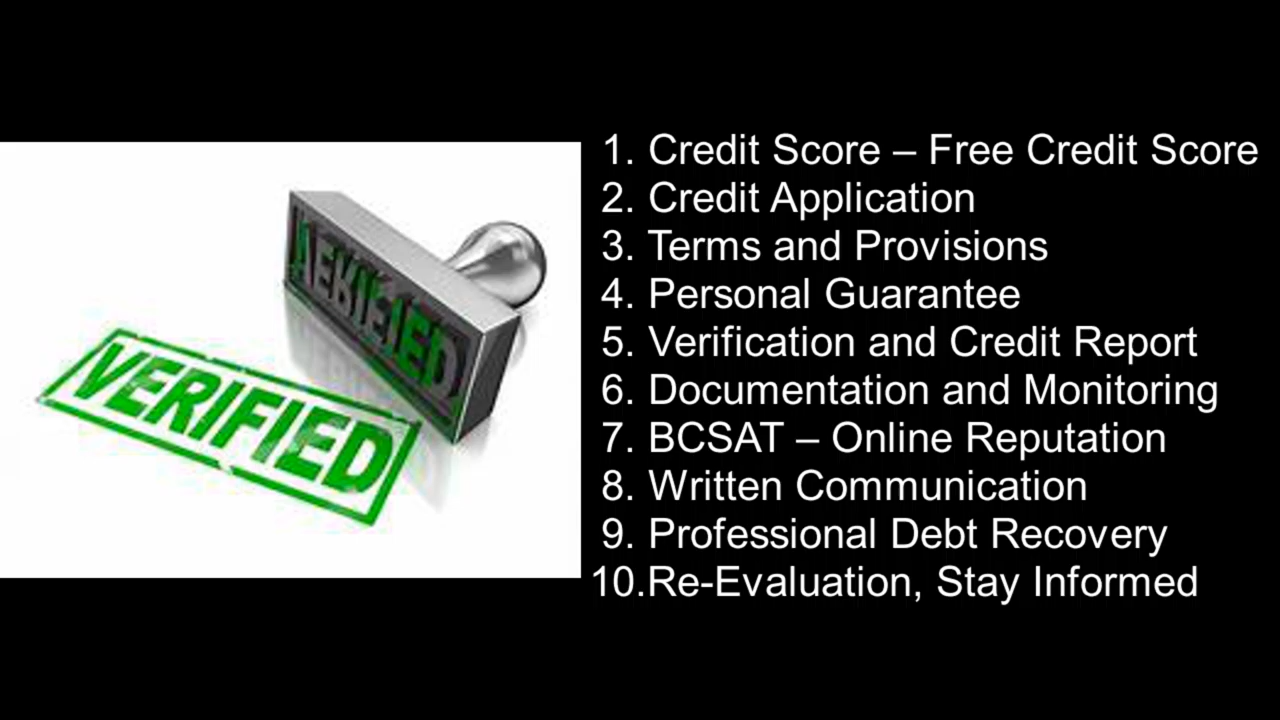 VERIFIED
VERIFIED
1. Credit Score – Free Credit Score
2. Credit Application
3. Terms and Provisions
4. Personal Guarantee
5. Verification and Credit Report
6. Documentation and Monitoring
7. BCSAT – Online Reputation
8. Written Communication
9. Professional Debt Recovery
10.Re-Evaluation, Stay Informed